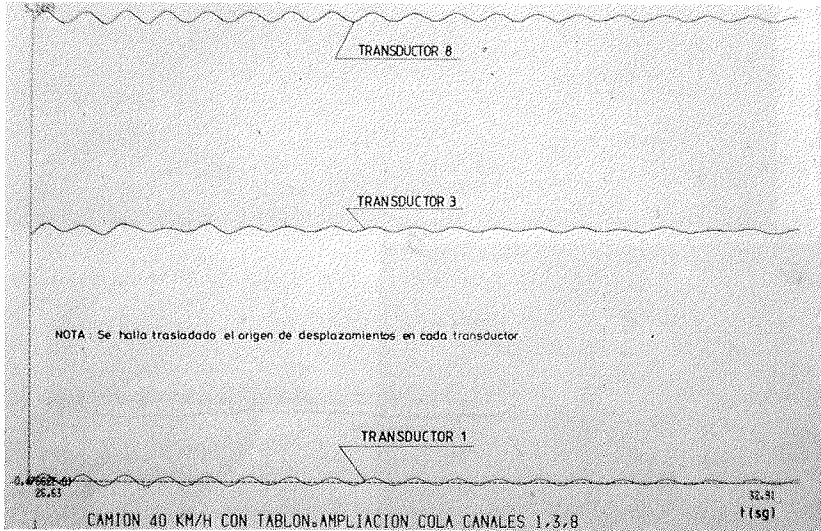 TRANSDUCTOR 8
TRANSDUCTOR 3
NOTA : Se halla trasladado el origen de desplazamientos en cada transductor
TRANSDUCTOR 1
26.63
32.91
t (sg)
CAMION 40 KM/H CON TABLON.AMPLIACION COLA CANALES 1,3,8